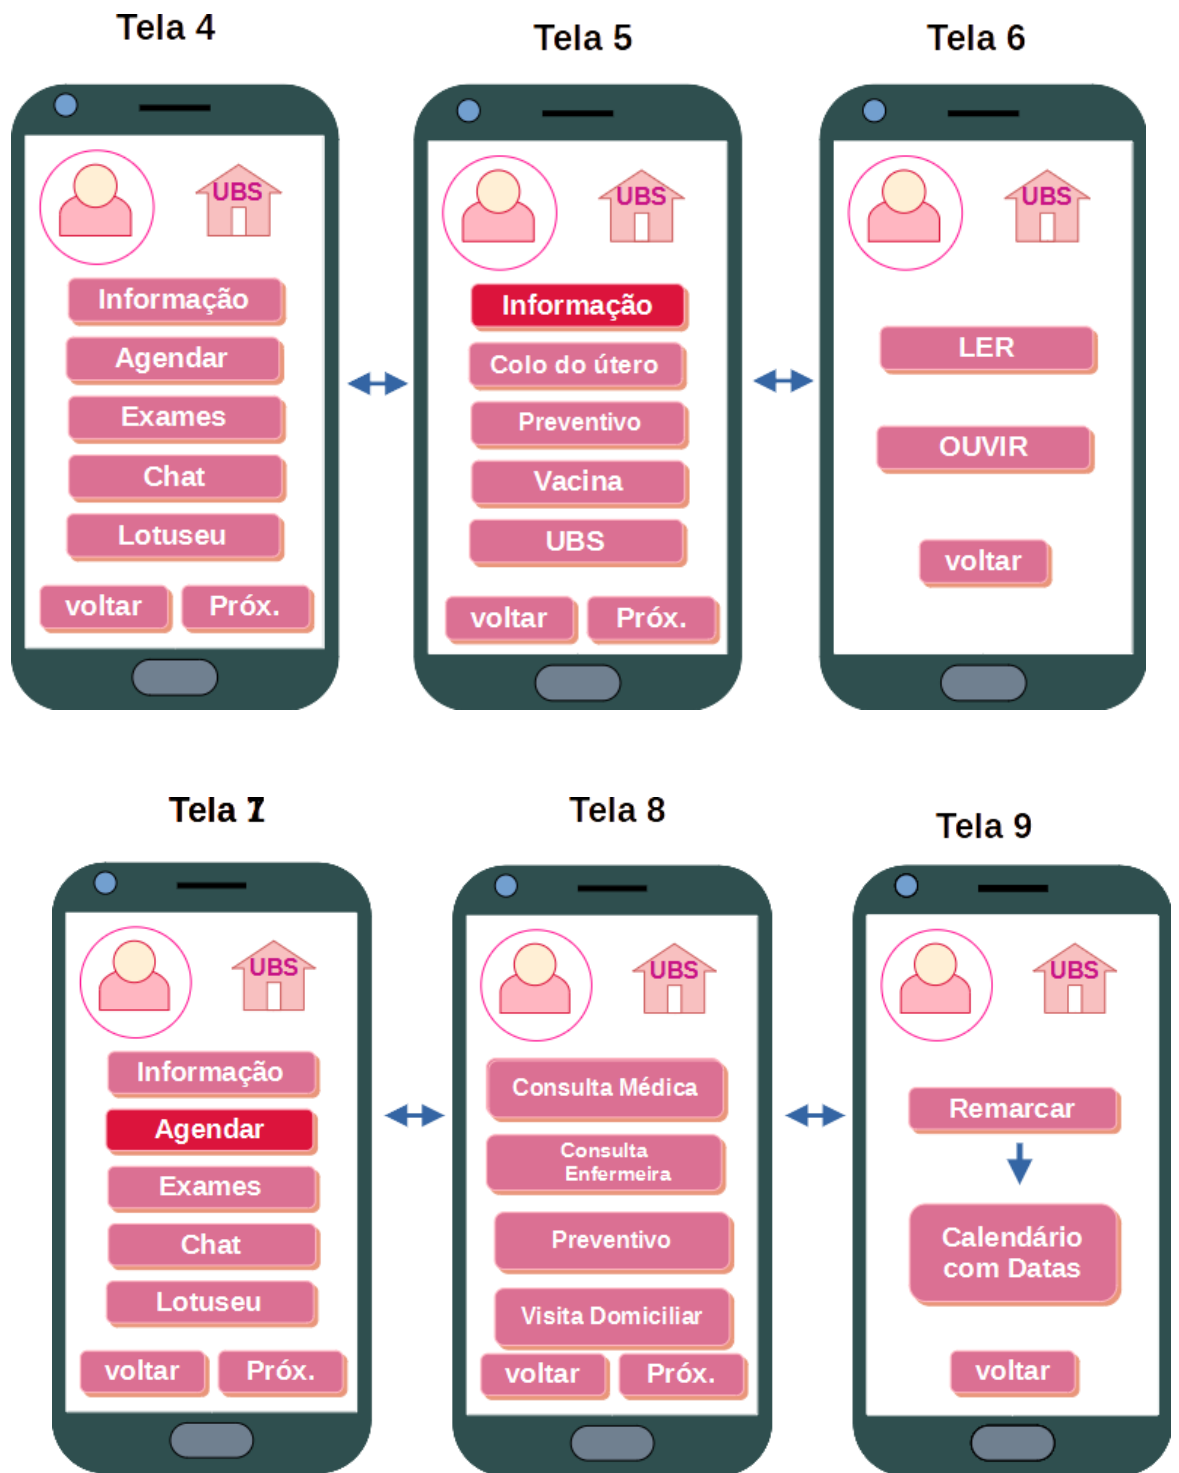 Tela 4
UBS
Informação
Agendar
Exames
Chat
Lotuseu
voltar Próx.
Tela 5
UBS
Informação
Colo do útero
Preventivo
Vacina
UBS
voltar Próx.
Tela 6
UBS
LER
OUVIR
voltar
Tela 7
UBS
Informação
Agendar
Exames
Chat
Lotuseu
voltar Próx.
Tela 8
UBS
Consulta Médica
Consulta
Enfermeira
Preventivo
Visita Domiciliar
voltar Próx.
Tela 9
UBS
Remarcar
Calendário
com Datas
voltar